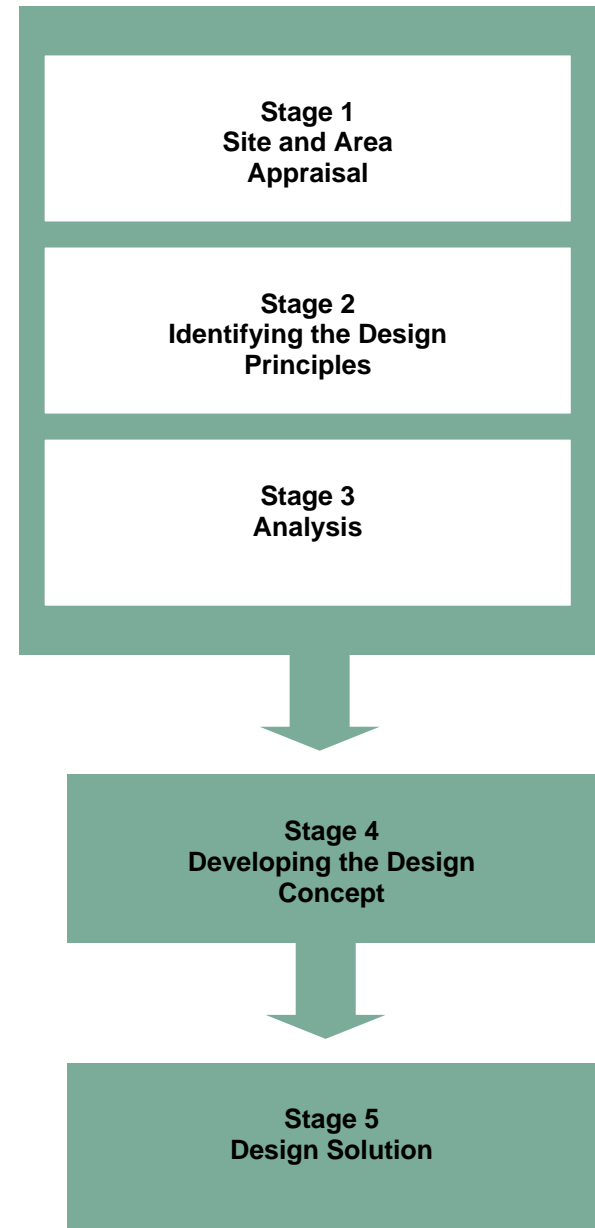 Stage 1
Site and Area
Appraisal
Stage 2
Identifying the Design
Principles
Stage 3
Analysis
Stage 4
Developing the Design
Concept
Stage 5
Design Solution